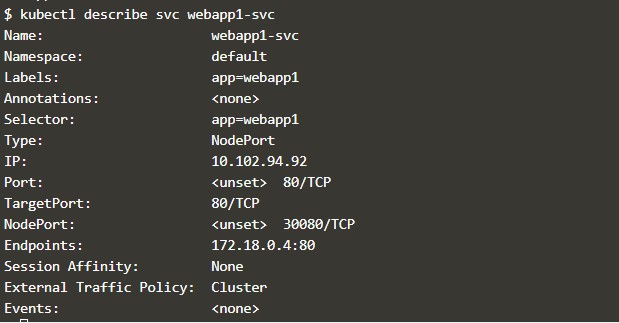 $ kubectl describe svc webapp1-svc
Name:                     webapp1-svc
Namespace:                default
Labels:                   app=webapp1
Annotations:              <none>
Selector:                 app=webapp1
Type:                     NodePort
IP:                       10.102.94.92
Port:                     <unset>  80/TCP
TargetPort:               80/TCP
NodePort:                 <unset>  30080/TCP
Endpoints:                172.18.0.4:80
Session Affinity:         None
External Traffic Policy:  Cluster
Events:                   <none>